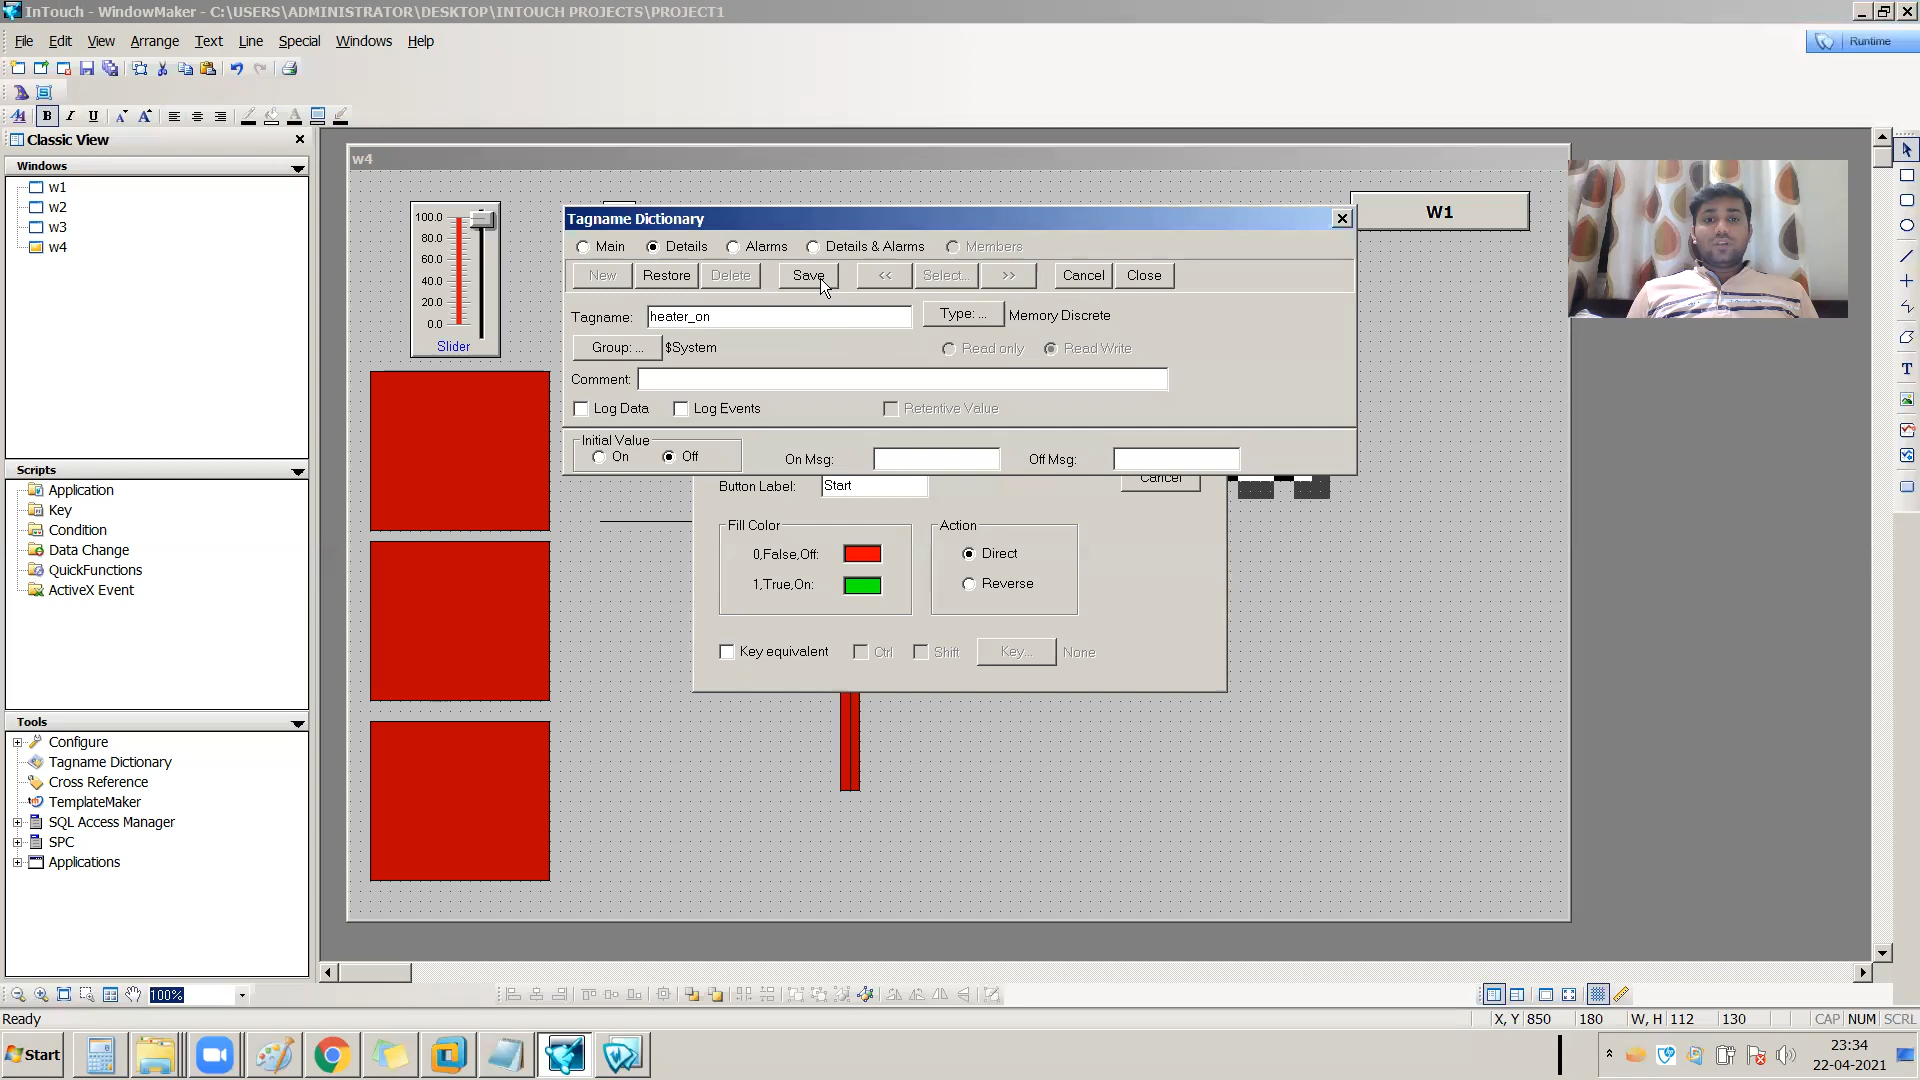 InTouch - WindowMaker - C:\USERS\ADMINISTRATOR\DESKTOP\INTOUCH PROJECTS\PROJECT1
File Edit View Arrange Text Line Special Windows Help
Runtime
B I U
Classic View
Windows
w1
w2
w3
w4
Scripts
Application
Key
Condition
Data Change
QuickFunctions
ActiveX Event
Tools
Configure
Tagname Dictionary
Cross Reference
TemplateMaker
SQL Access Manager
SPC
Applications
w4
100.0
80.0
60.0
40.0
20.0
0.0
Slider
W1
Tagname Dictionary
Main Details Alarms Details & Alarms Members
New Restore Delete Save << Select... >> Cancel Close
Tagname: heater_on Type: ... Memory Discrete
Group: ... $System Read only Read Write
Comment:
Log Data Log Events Retentive Value
Initial Value
On Off On Msg: Off Msg:
Button Label: Start Cancel
Fill Color Action
0,False,Off: Direct
1,True,On: Reverse
Key equivalent Ctrl Shift Key... None
100%
Ready
X, Y 850 180 W, H 112 130 CAP NUM SCRL
Start
23:34
22-04-2021